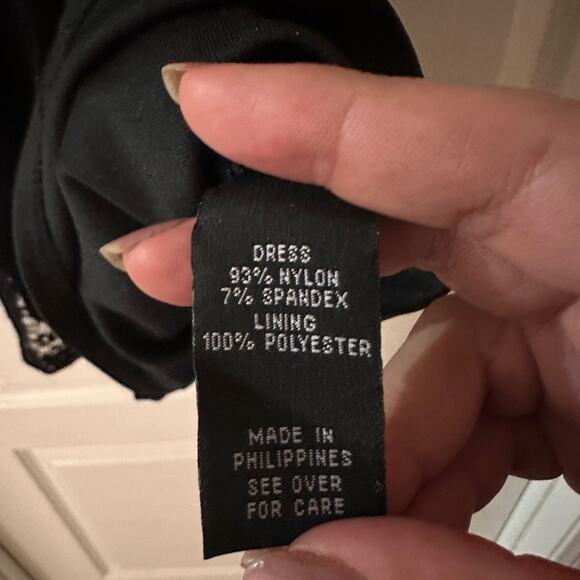 DRESS
93% NYLON
7% SPANDEX
LINING
100% POLYESTER
MADE IN
PHILIPPINES
SEE OVER
FOR CARE